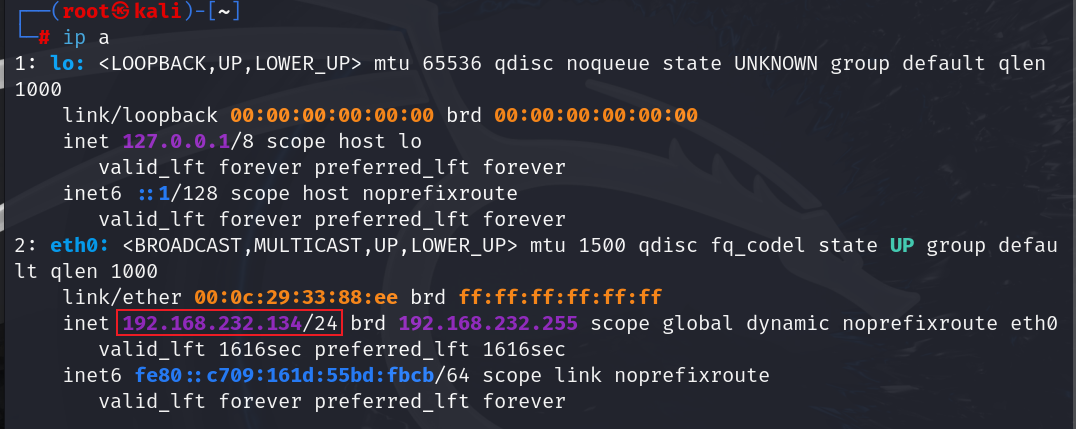 ┌──(root㉿kali)-[~]
└─# ip a
1: lo: <LOOPBACK,UP,LOWER_UP> mtu 65536 qdisc noqueue state UNKNOWN group default qlen
1000
    link/loopback 00:00:00:00:00:00 brd 00:00:00:00:00:00
    inet 127.0.0.1/8 scope host lo
       valid_lft forever preferred_lft forever
    inet6 ::1/128 scope host noprefixroute
       valid_lft forever preferred_lft forever
2: eth0: <BROADCAST,MULTICAST,UP,LOWER_UP> mtu 1500 qdisc fq_codel state UP group defau
lt qlen 1000
    link/ether 00:0c:29:33:88:ee brd ff:ff:ff:ff:ff:ff
    inet 192.168.232.134/24 brd 192.168.232.255 scope global dynamic noprefixroute eth0
       valid_lft 1616sec preferred_lft 1616sec
    inet6 fe80::c709:161d:55bd:fbcb/64 scope link noprefixroute
       valid_lft forever preferred_lft forever